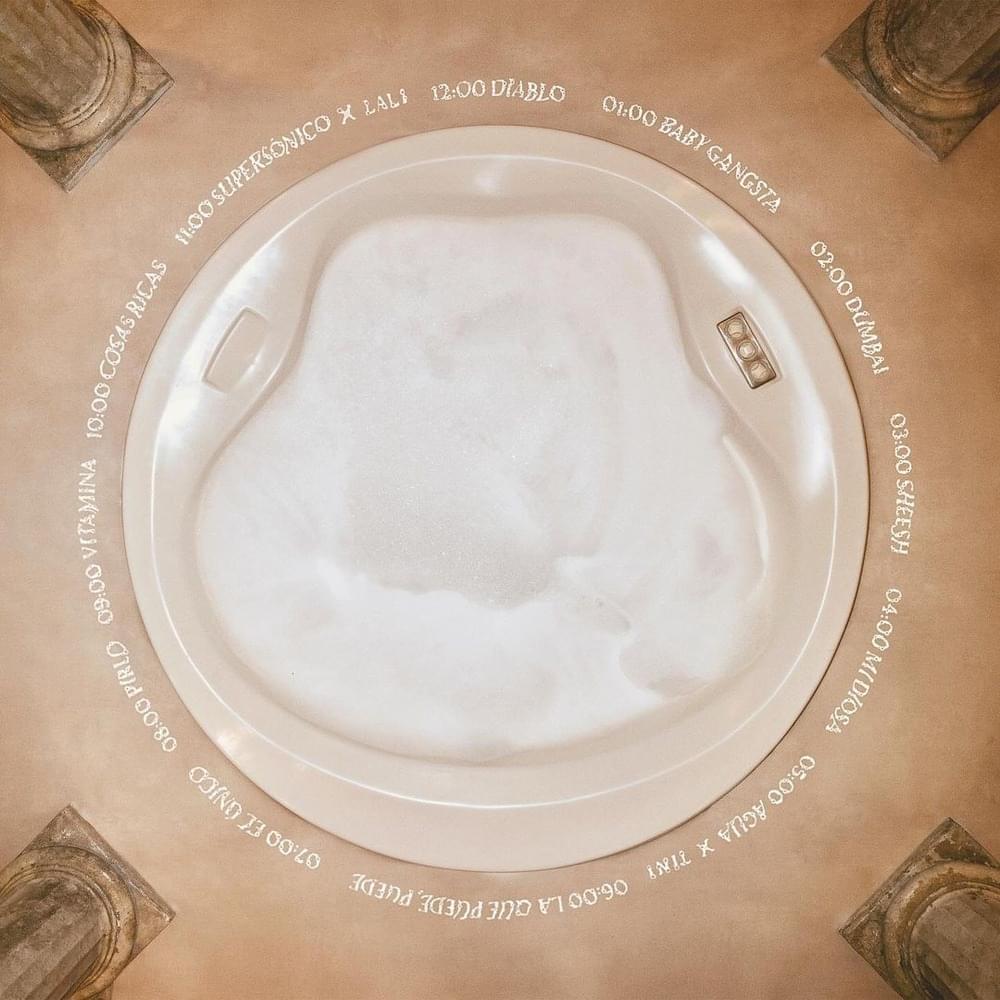 12:00 DIABLO
01:00 BABY GANGSTA
02:00 DUMBAI
03:00 SHEESH
04:00 MI DIOSA
05:00 AGUA X TINI
06:00 LA QUE PUEDE, PUEDE
07:00 EL ÚNICO
08:00 PIRLO
09:00 VITAMINA
10:00 COSAS RICAS
11:00 SUPERSÓNICO X LALI